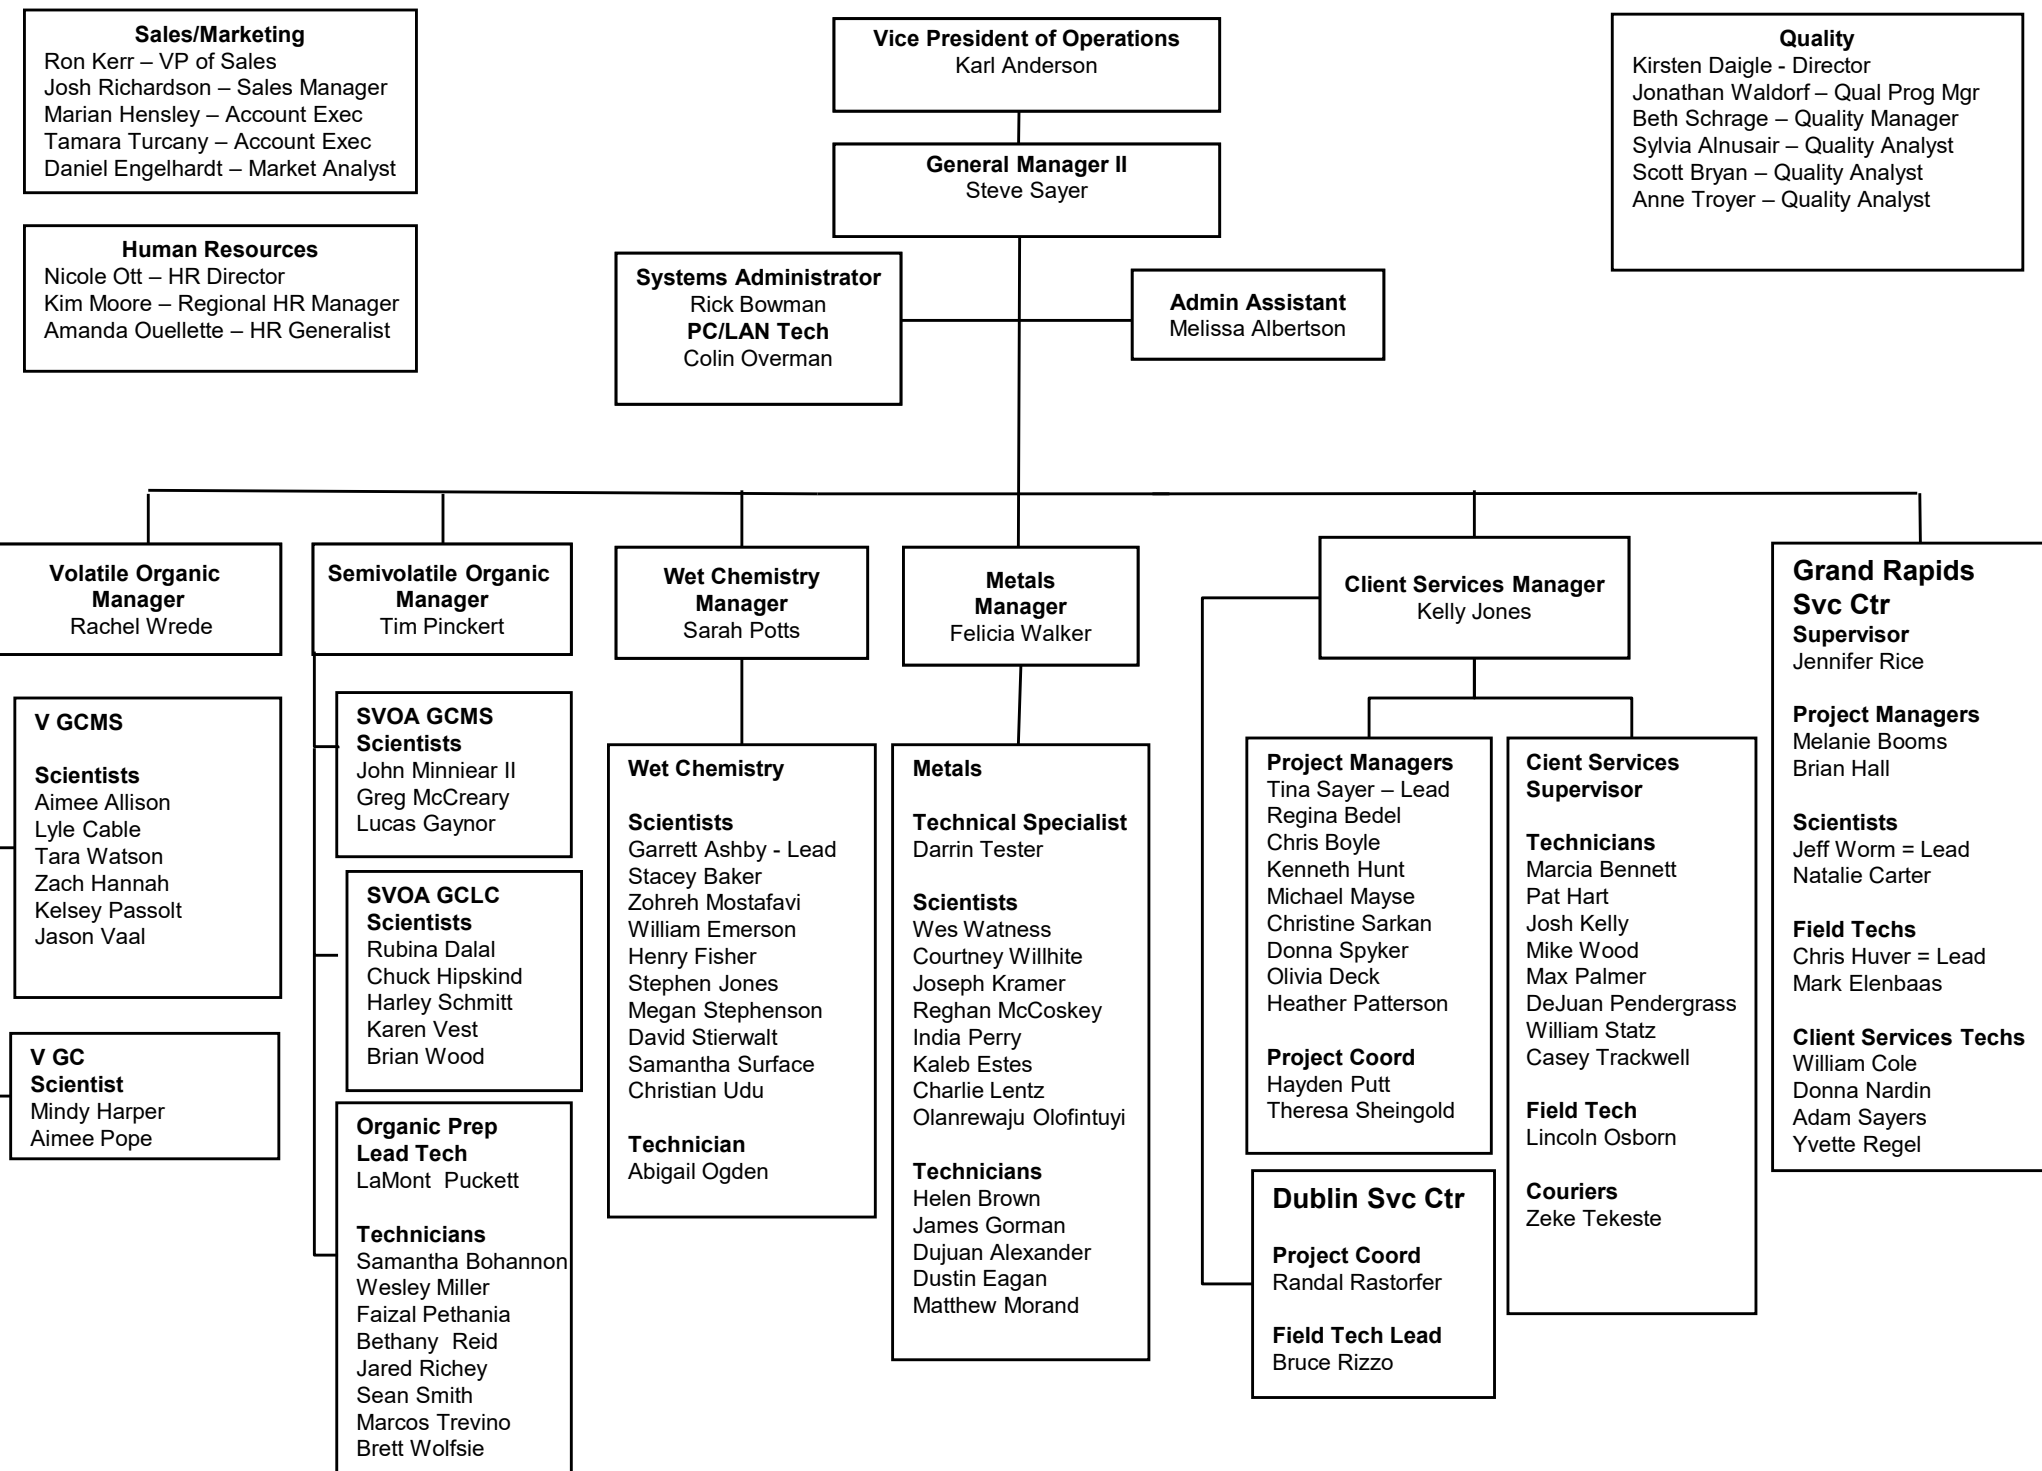 Sales/Marketing
Ron Kerr – VP of Sales
Josh Richardson – Sales Manager
Marian Hensley – Account Exec
Tamara Turcany – Account Exec
Daniel Engelhardt – Market Analyst
Human Resources
Nicole Ott – HR Director
Kim Moore – Regional HR Manager
Amanda Ouellette – HR Generalist
Vice President of Operations
Karl Anderson
General Manager II
Steve Sayer
Systems Administrator
Rick Bowman
PC/LAN Tech
Colin Overman
Admin Assistant
Melissa Albertson
Quality
Kirsten Daigle - Director
Jonathan Waldorf – Qual Prog Mgr
Beth Schrage – Quality Manager
Sylvia Alnusair – Quality Analyst
Scott Bryan – Quality Analyst
Anne Troyer – Quality Analyst
Volatile Organic
Manager
Rachel Wrede
V GCMS
Scientists
Aimee Allison
Lyle Cable
Tara Watson
Zach Hannah
Kelsey Passolt
Jason Vaal
V GC
Scientist
Mindy Harper
Aimee Pope
Semivolatile Organic
Manager
Tim Pinckert
SVOA GCMS
Scientists
John Minniear II
Greg McCreary
Lucas Gaynor
SVOA GCLC
Scientists
Rubina Dalal
Chuck Hipskind
Harley Schmitt
Karen Vest
Brian Wood
Organic Prep
Lead Tech
LaMont  Puckett
Technicians
Samantha Bohannon
Wesley Miller
Faizal Pethania
Bethany  Reid
Jared Richey
Sean Smith
Marcos Trevino
Brett Wolfsie
Wet Chemistry
Manager
Sarah Potts
Wet Chemistry
Scientists
Garrett Ashby - Lead
Stacey Baker
Zohreh Mostafavi
William Emerson
Henry Fisher
Stephen Jones
Megan Stephenson
David Stierwalt
Samantha Surface
Christian Udu
Technician
Abigail Ogden
Metals
Manager
Felicia Walker
Metals
Technical Specialist
Darrin Tester
Scientists
Wes Watness
Courtney Willhite
Joseph Kramer
Reghan McCoskey
India Perry
Kaleb Estes
Charlie Lentz
Olanrewaju Olofintuyi
Technicians
Helen Brown
James Gorman
Dujuan Alexander
Dustin Eagan
Matthew Morand
Client Services Manager
Kelly Jones
Project Managers
Tina Sayer – Lead
Regina Bedel
Chris Boyle
Kenneth Hunt
Michael Mayse
Christine Sarkan
Donna Spyker
Olivia Deck
Heather Patterson
Project Coord
Hayden Putt
Theresa Sheingold
Dublin Svc Ctr
Project Coord
Randal Rastorfer
Field Tech Lead
Bruce Rizzo
Cient Services
Supervisor
Technicians
Marcia Bennett
Pat Hart
Josh Kelly
Mike Wood
Max Palmer
DeJuan Pendergrass
William Statz
Casey Trackwell
Field Tech
Lincoln Osborn
Couriers
Zeke Tekeste
Grand Rapids
Svc Ctr
Supervisor
Jennifer Rice
Project Managers
Melanie Booms
Brian Hall
Scientists
Jeff Worm = Lead
Natalie Carter
Field Techs
Chris Huver = Lead
Mark Elenbaas
Client Services Techs
William Cole
Donna Nardin
Adam Sayers
Yvette Regel